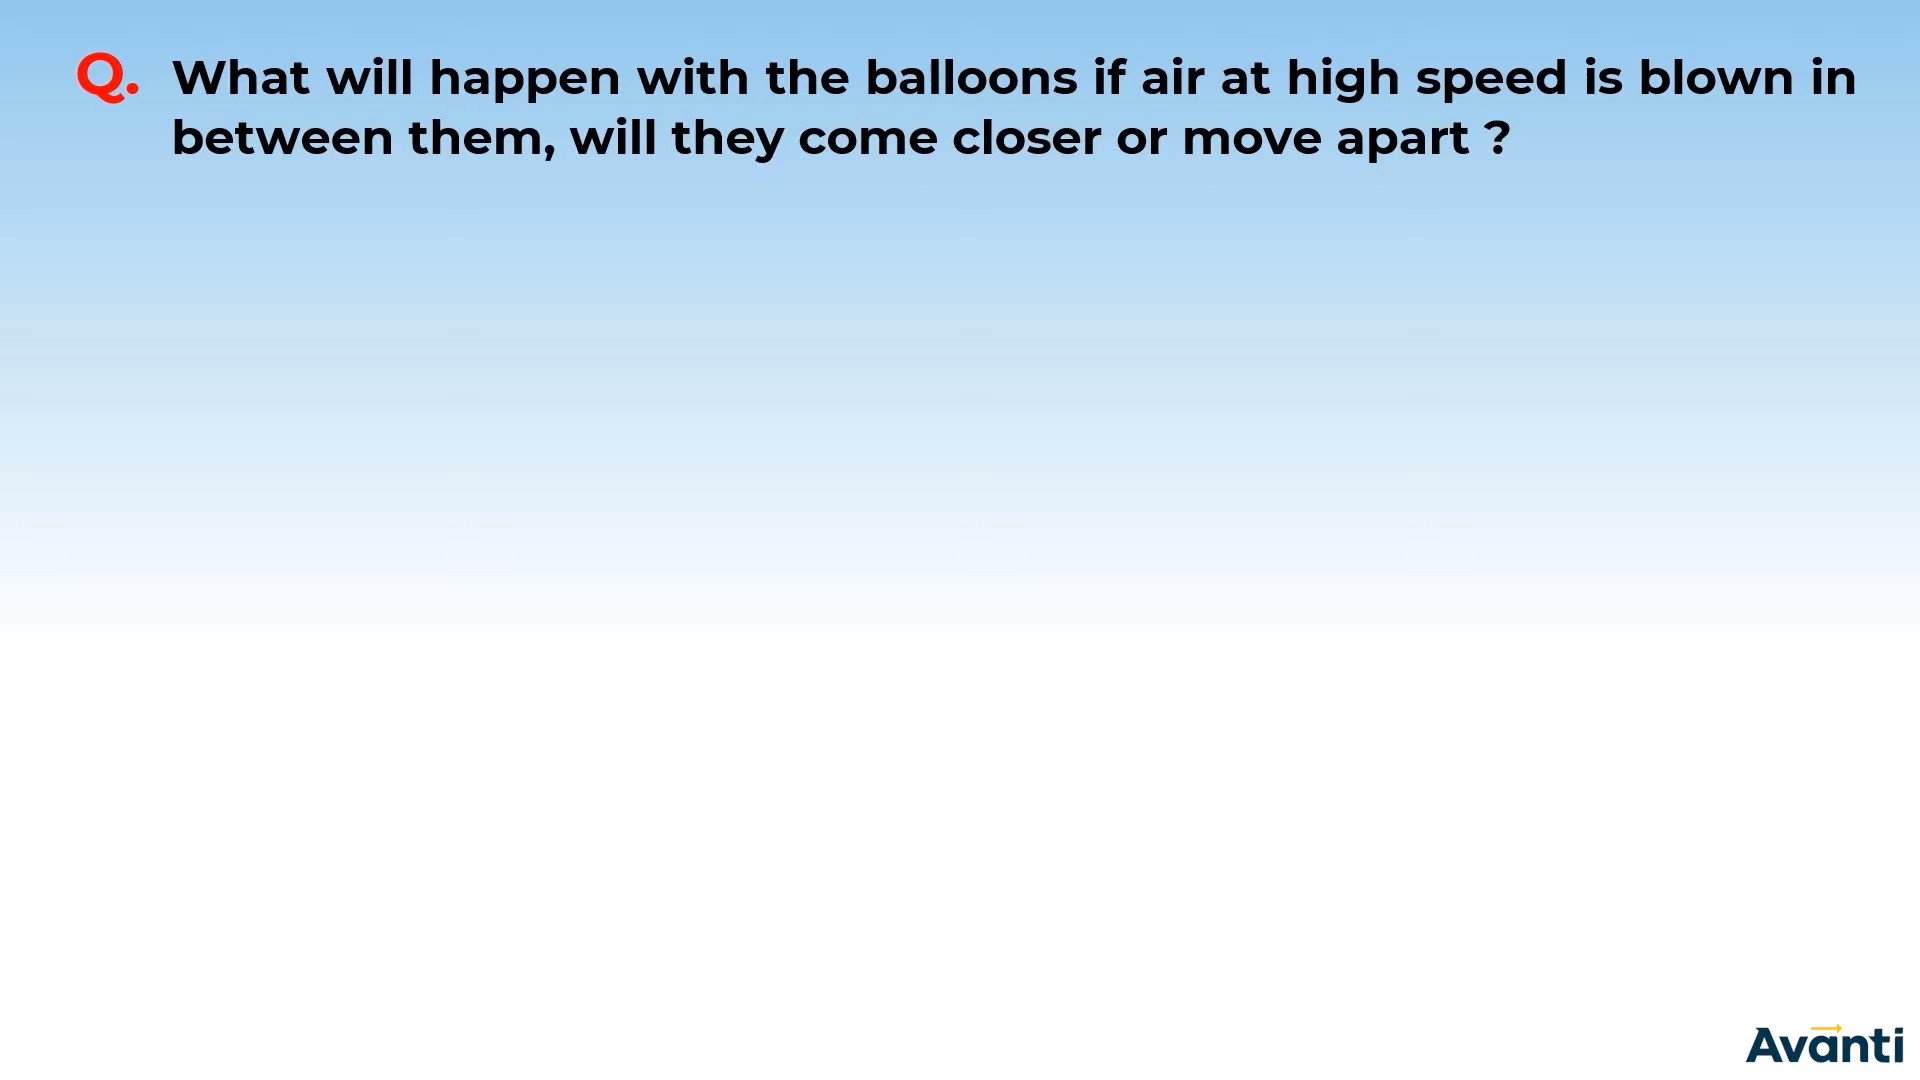 Q. What will happen with the balloons if air at high speed is blown in
between them, will they come closer or move apart ?
Avanti